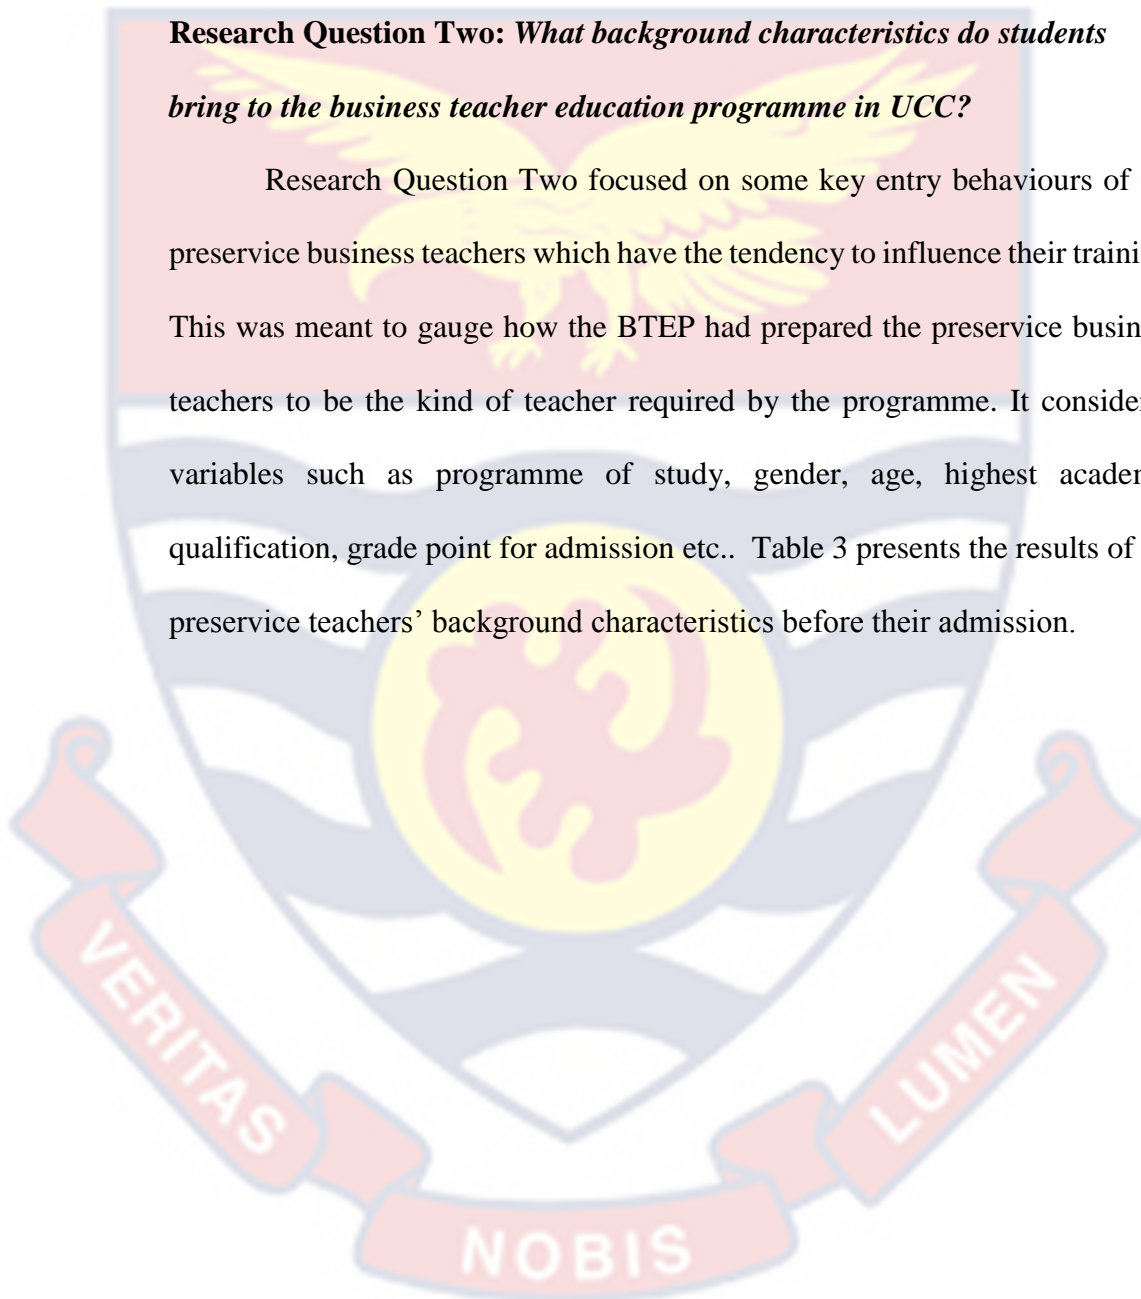 Research Question Two: What background characteristics do students
bring to the business teacher education programme in UCC?
Research Question Two focused on some key entry behaviours of
preservice business teachers which have the tendency to influence their traini
This was meant to gauge how the BTEP had prepared the preservice busin
teachers to be the kind of teacher required by the programme. It consider
variables such as programme of study, gender, age, highest academ
qualification, grade point for admission etc.. Table 3 presents the results of
preservice teachers’ background characteristics before their admission.
VERITAS
NOBIS
LUMEN